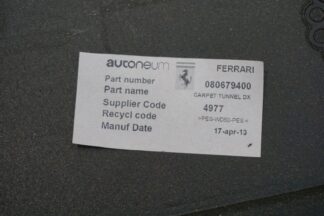 autoneum FERRARI
Part number 080679400
Part name CARPET TUNNEL DX
Supplier Code 4977
Recycl code >PES-WD50-PES<
Manuf Date 17-apr-13